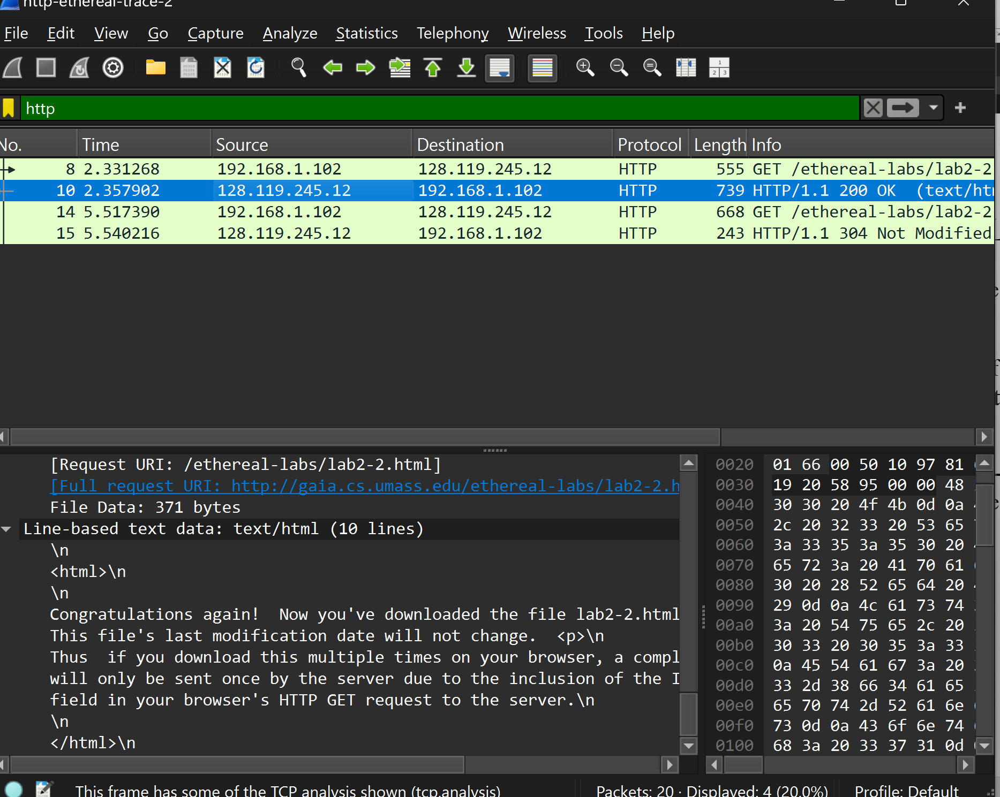 http-ethereal-trace-2
File Edit View Go Capture Analyze Statistics Telephony Wireless Tools Help
http
No. Time Source Destination Protocol Length Info
8 2.331268 192.168.1.102 128.119.245.12 HTTP 555 GET /ethereal-labs/lab2-2
10 2.357902 128.119.245.12 192.168.1.102 HTTP 739 HTTP/1.1 200 OK (text/htm
14 5.517390 192.168.1.102 128.119.245.12 HTTP 668 GET /ethereal-labs/lab2-2
15 5.540216 128.119.245.12 192.168.1.102 HTTP 243 HTTP/1.1 304 Not Modified
[Request URI: /ethereal-labs/lab2-2.html]
[Full request URI: http://gaia.cs.umass.edu/ethereal-labs/lab2-2.h
File Data: 371 bytes
Line-based text data: text/html (10 lines)
\n
<html>\n
\n
Congratulations again!  Now you've downloaded the file lab2-2.html
This file's last modification date will not change.  <p>\n
Thus  if you download this multiple times on your browser, a compl
will only be sent once by the server due to the inclusion of the I
field in your browser's HTTP GET request to the server.\n
\n
</html>\n
0020 01 66 00 50 10 97 81
0030 19 20 58 95 00 00 48
0040 30 30 20 4f 4b 0d 0a
0050 2c 20 32 33 20 53 65
0060 3a 33 35 3a 35 30 20
0070 65 72 3a 20 41 70 61
0080 30 20 28 52 65 64 20
0090 29 0d 0a 4c 61 73 74
00a0 3a 20 54 75 65 2c 20
00b0 30 33 20 30 35 3a 33
00c0 0a 45 54 61 67 3a 20
00d0 33 2d 38 66 34 61 65
00e0 65 70 74 2d 52 61 6e
00f0 73 0d 0a 43 6f 6e 74
0100 68 3a 20 33 37 31 0d
This frame has some of the TCP analysis shown (tcp.analysis)
Packets: 20 · Displayed: 4 (20.0%)
Profile: Default